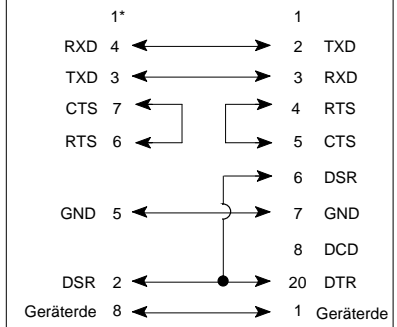 1* 1
RXD 4 2 TXD
TXD 3 3 RXD
CTS 7 4 RTS
RTS 6 5 CTS
6 DSR
GND 5 7 GND
8 DCD
DSR 2 20 DTR
Geräterde 8 1 Geräterde